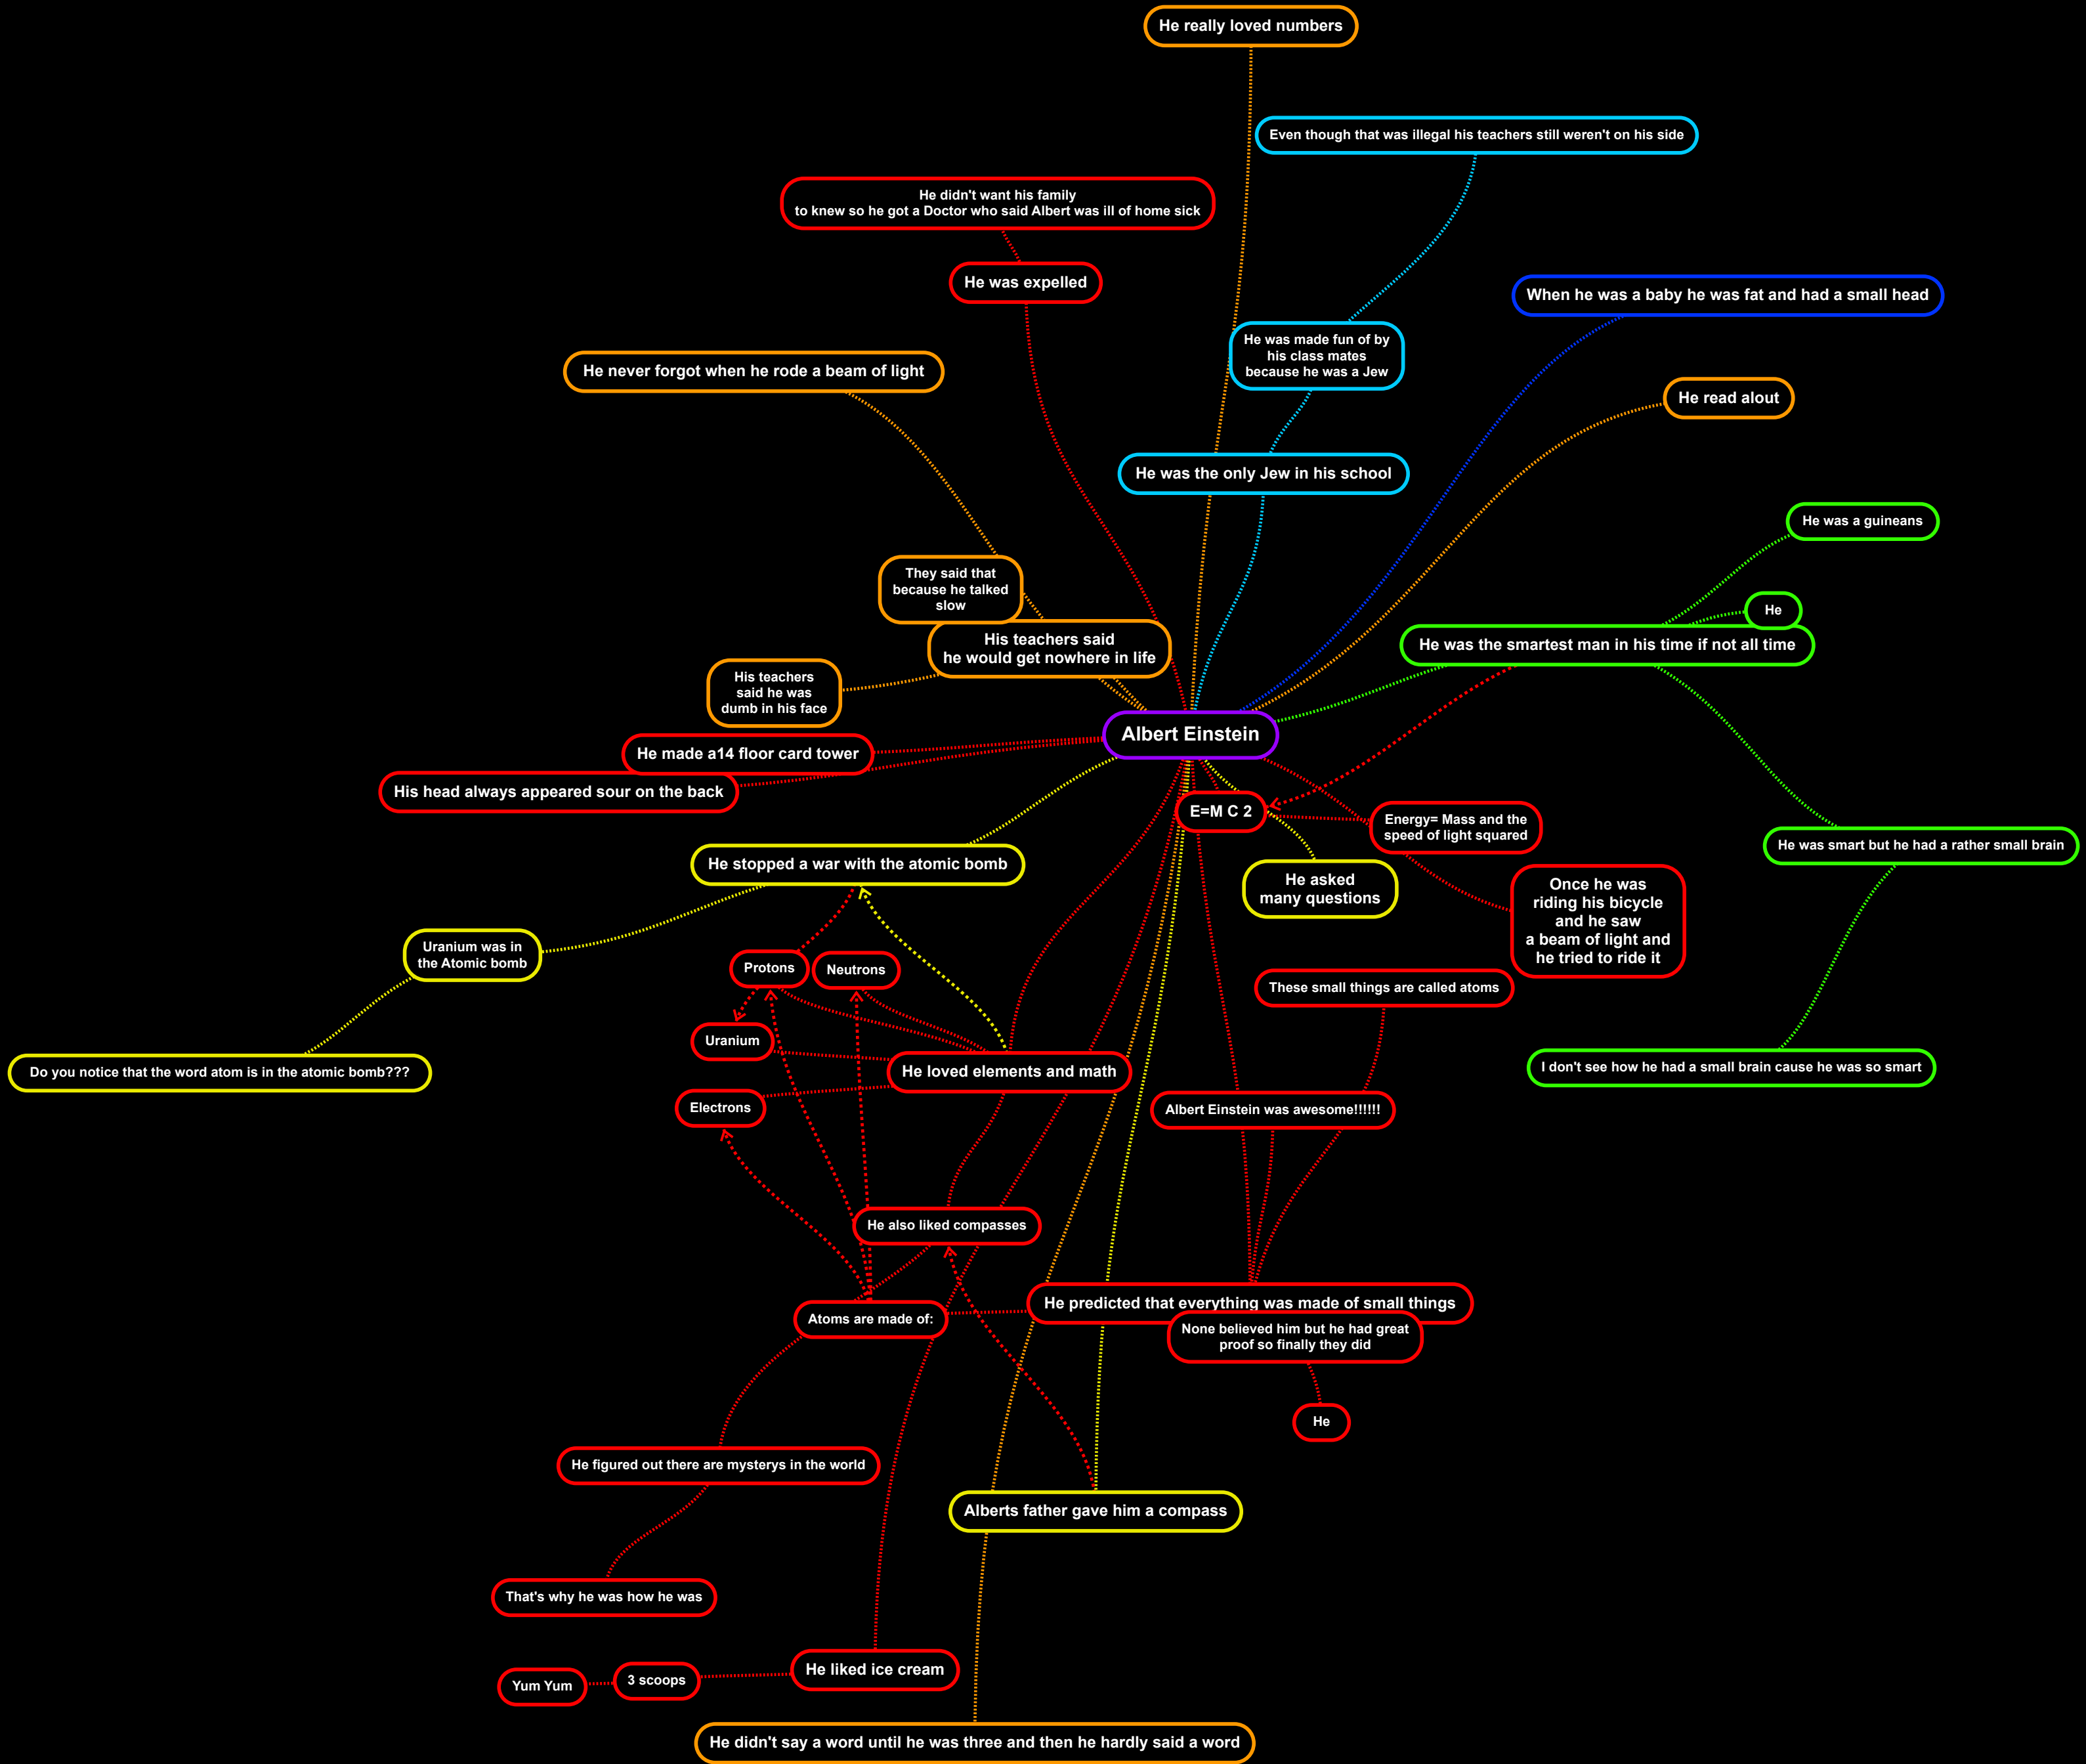 He really loved numbers
Even though that was illegal his teachers still weren't on his side
He didn't want his family
to knew so he got a Doctor who said Albert was ill of home sick
He was expelled
When he was a baby he was fat and had a small head
He was made fun of by
his class mates
because he was a Jew
He never forgot when he rode a beam of light
He read alout
He was the only Jew in his school
He was a guineans
They said that
because he talked
slow
He
His teachers said
he would get nowhere in life
He was the smartest man in his time if not all time
His teachers
said he was
dumb in his face
Albert Einstein
He made a14 floor card tower
His head always appeared sour on the back
E=M C 2
Energy= Mass and the
speed of light squared
He was smart but he had a rather small brain
He stopped a war with the atomic bomb
He asked
many questions
Once he was
riding his bicycle
and he saw
a beam of light and
he tried to ride it
Uranium was in
the Atomic bomb
Protons
Neutrons
These small things are called atoms
Uranium
Do you notice that the word atom is in the atomic bomb???
He loved elements and math
I don't see how he had a small brain cause he was so smart
Electrons
Albert Einstein was awesome!!!!!!
He also liked compasses
He predicted that everything was made of small things
Atoms are made of:
None believed him but he had great
proof so finally they did
He
He figured out there are mysterys in the world
Alberts father gave him a compass
That's why he was how he was
He liked ice cream
3 scoops
Yum Yum
He didn't say a word until he was three and then he hardly said a word